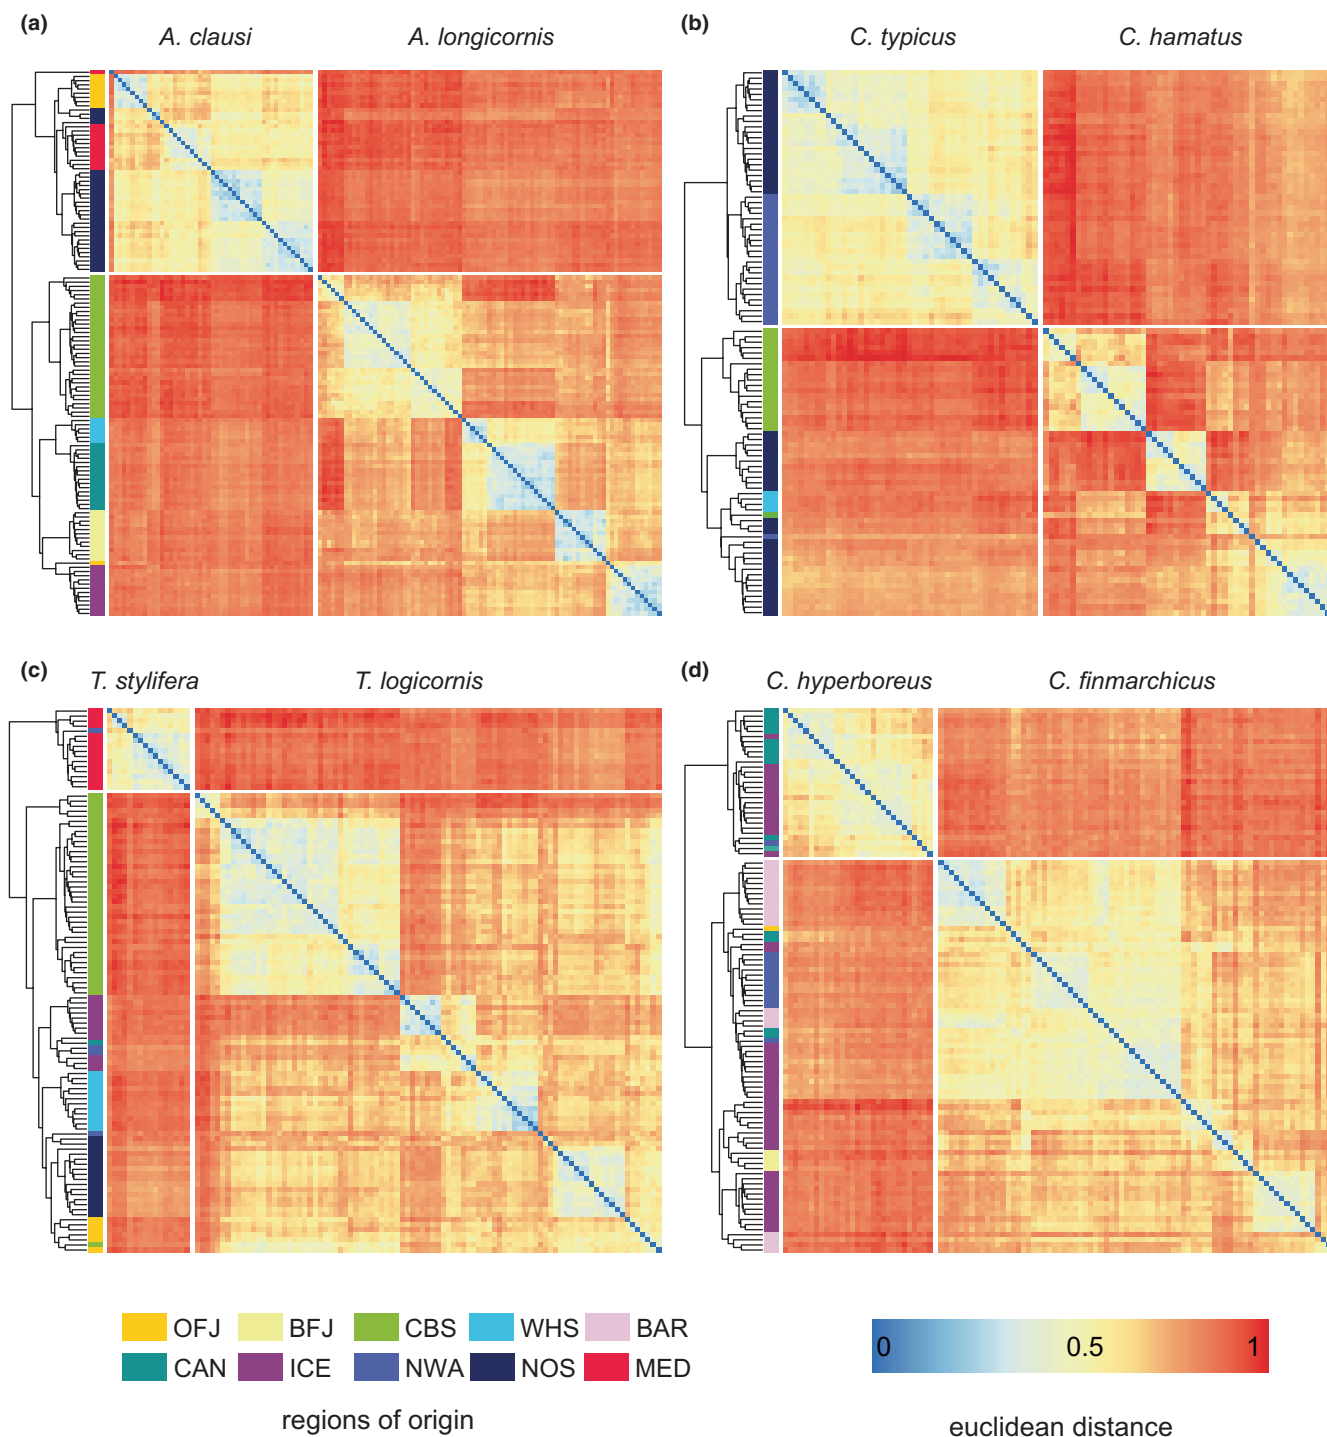 (a)
A. clausi
A. longicornis
(b)
C. typicus
C. hamatus
(c)
T. stylifera
T. logicornis
(d)
C. hyperboreus
C. finmarchicus
OFJ BFJ CBS WHS BAR
CAN ICE NWA NOS MED
regions of origin
0 0.5 1
euclidean distance